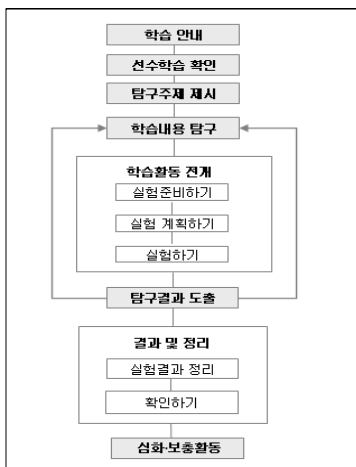 학습 안내
선수학습 확인
탐구주제 제시
학습내용 탐구
학습활동 전개
실험준비하기
실험 계획하기
실험하기
탐구결과 도출
결과 및 정리
실험결과 정리
확인하기
심화·보충활동